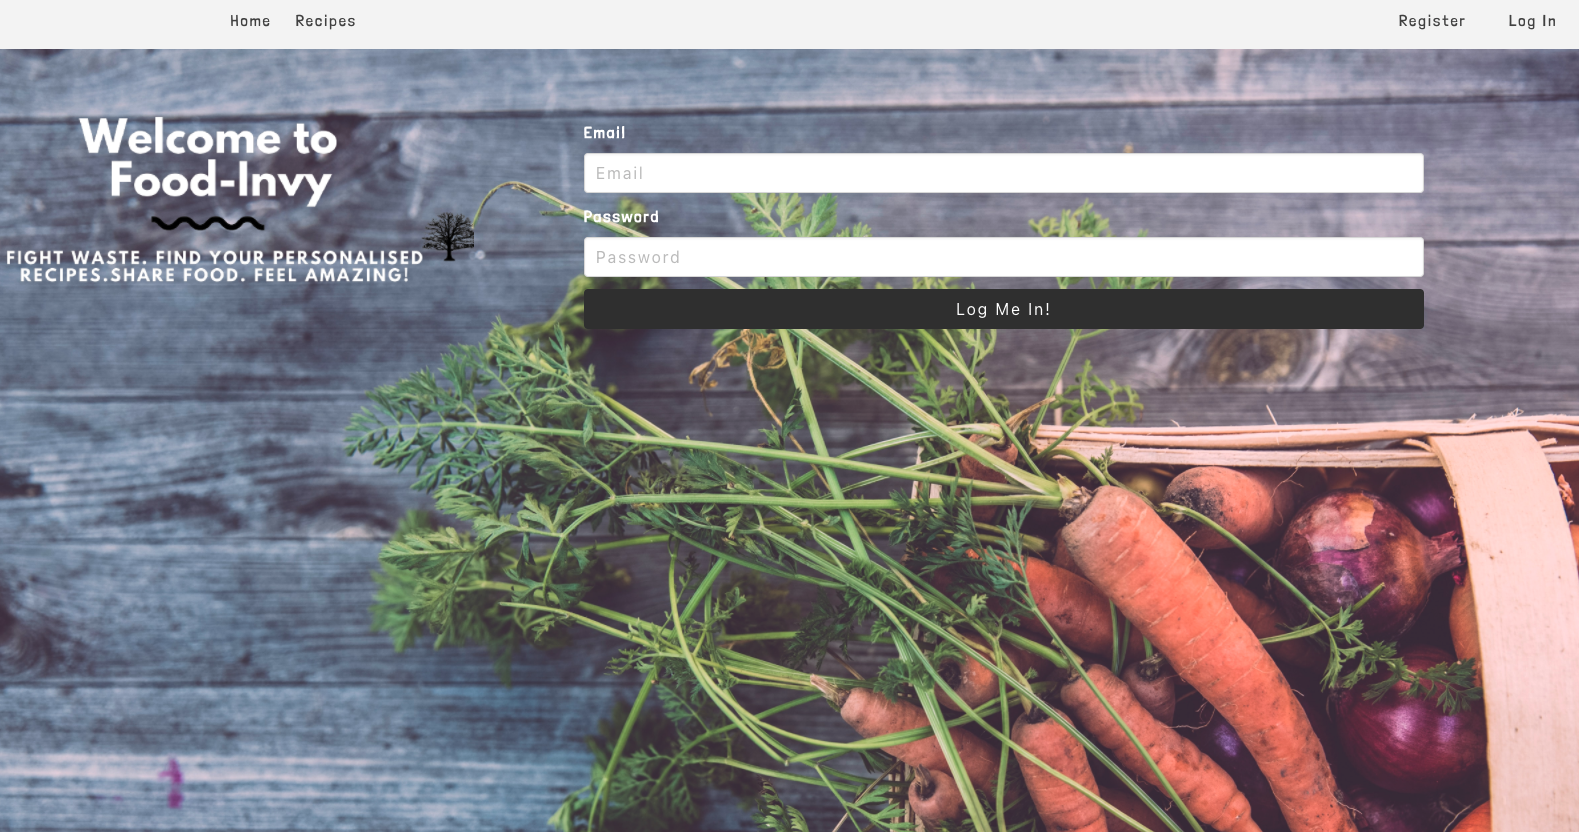 Home Recipes Register Log In
Welcome to
Food-Invy
FIGHT WASTE. FIND YOUR PERSONALISED
RECIPES.SHARE FOOD. FEEL AMAZING!
Email
Email
Password
Password
Log Me In!